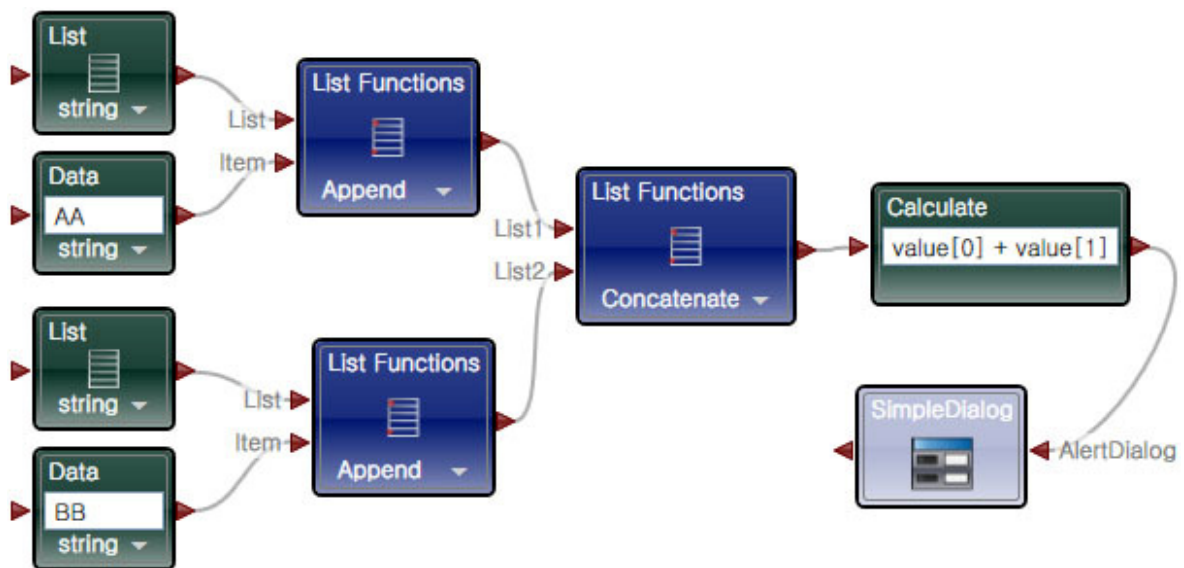 List
string
Data
AA
string
List
Item
List Functions
Append
List
string
Data
BB
string
List
Item
List Functions
Append
List1
List2
List Functions
Concatenate
Calculate
value[0] + value[1]
SimpleDialog
AlertDialog